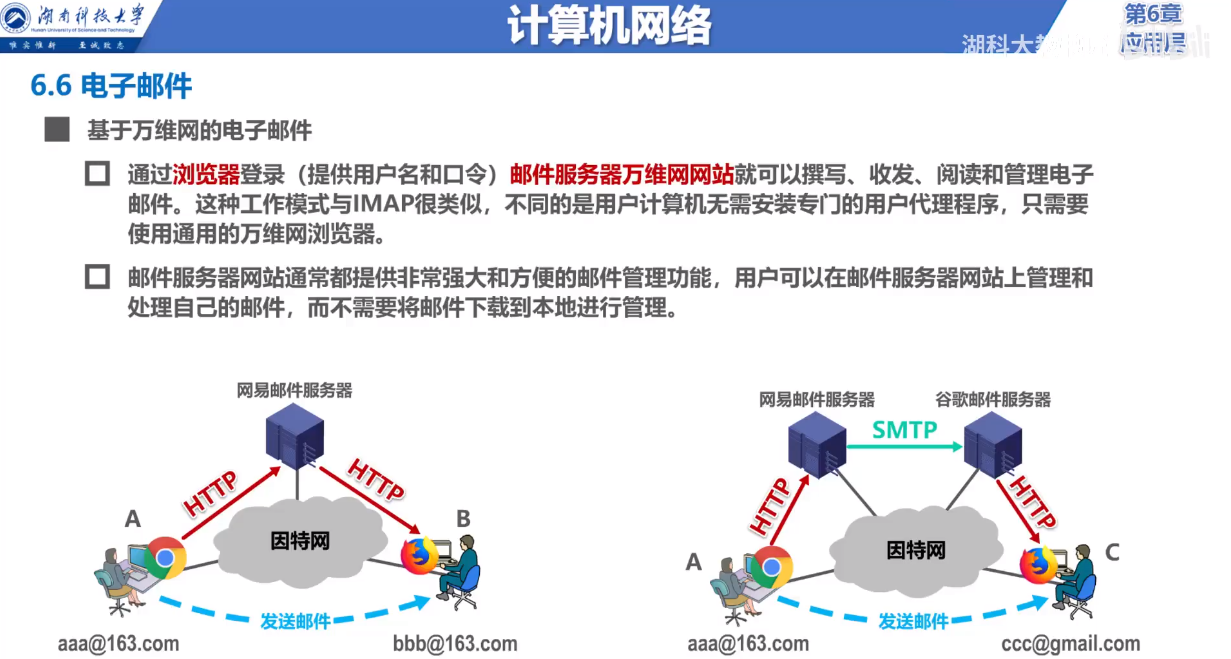 湖南科技大学
Hunan University of Science and Technology
唯实惟新 至诚致志
计算机网络
第6章
应用层
湖科大教
6.6 电子邮件
基于万维网的电子邮件
通过浏览器登录（提供用户名和口令）邮件服务器万维网网站就可以撰写、收发、阅读和管理电子
邮件。这种工作模式与IMAP很类似，不同的是用户计算机无需安装专门的用户代理程序，只需要
使用通用的万维网浏览器。
邮件服务器网站通常都提供非常强大和方便的邮件管理功能，用户可以在邮件服务器网站上管理和
处理自己的邮件，而不需要将邮件下载到本地进行管理。
网易邮件服务器
HTTP
HTTP
A
B
因特网
发送邮件
aaa@163.com
bbb@163.com
网易邮件服务器
谷歌邮件服务器
SMTP
HTTP
HTTP
A
C
因特网
发送邮件
aaa@163.com
ccc@gmail.com